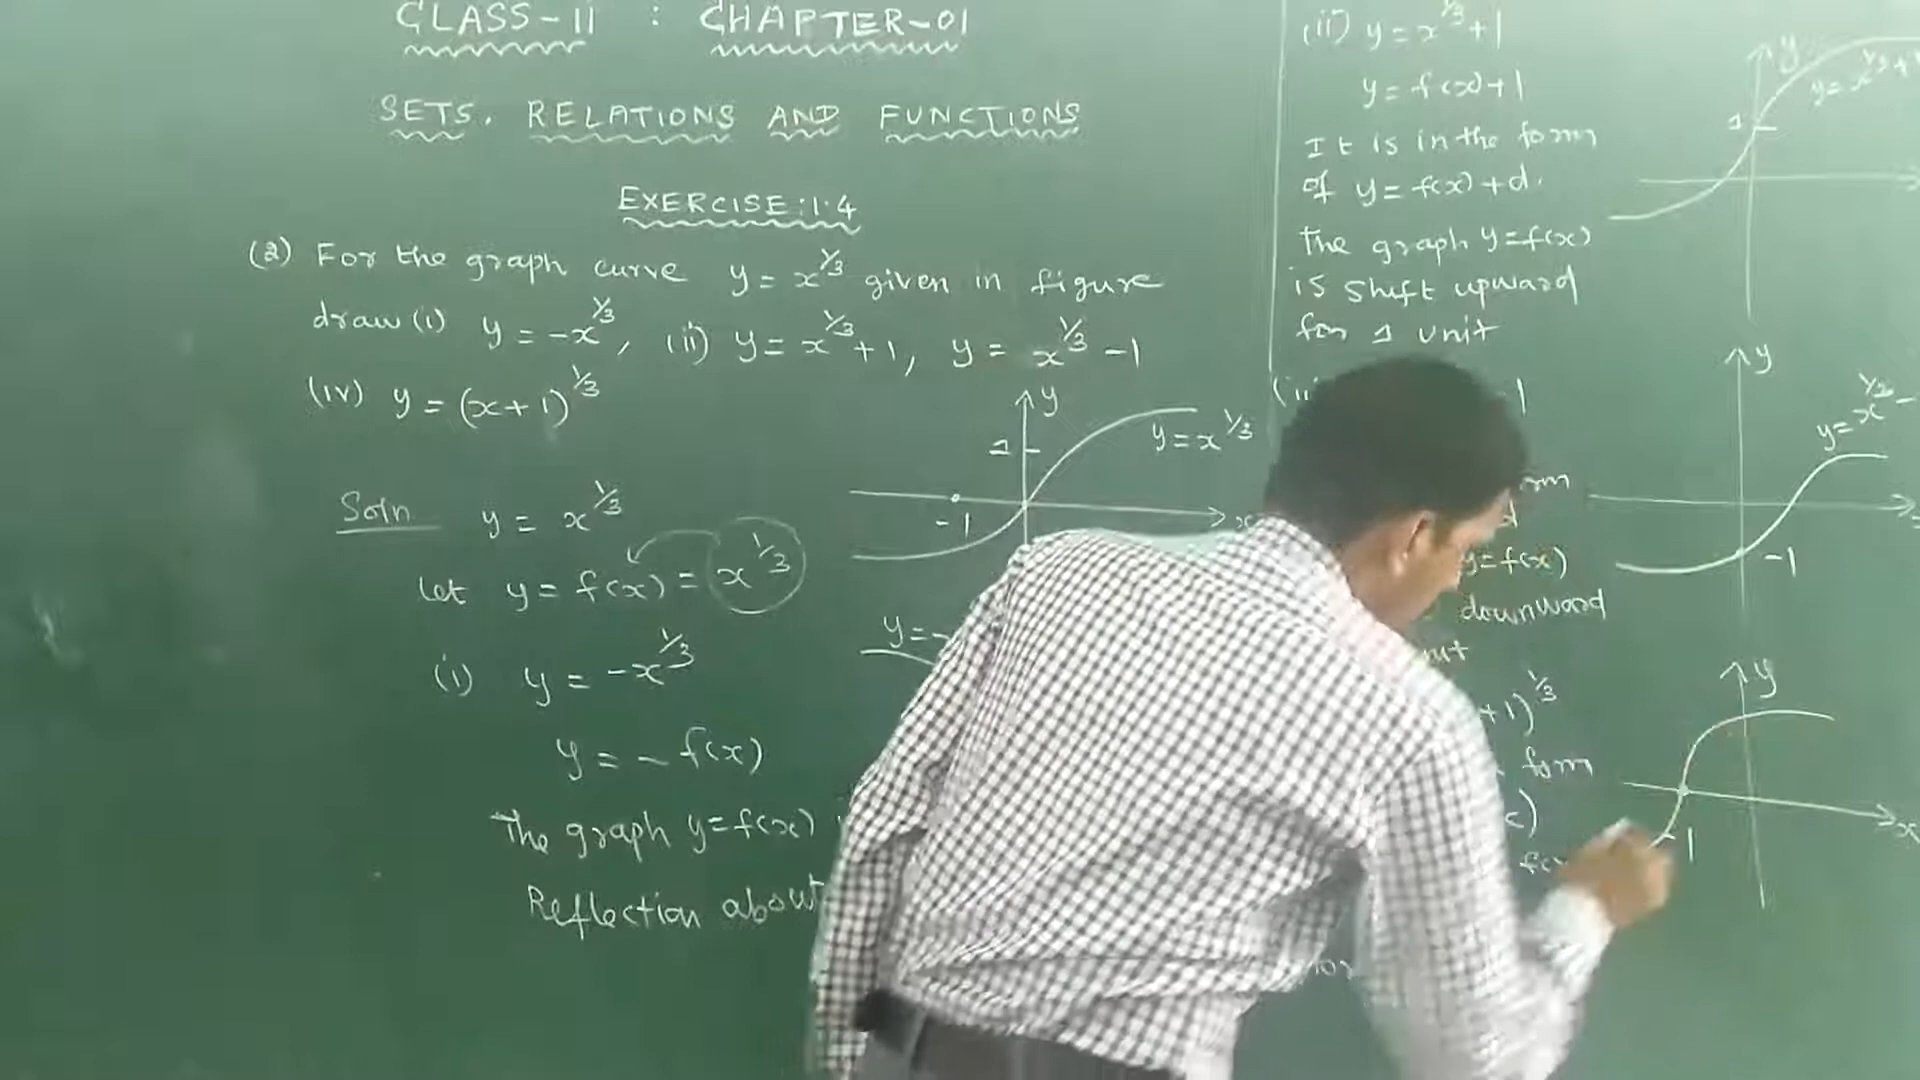 CLASS-11 : CHAPTER-01
SETS, RELATIONS AND FUNCTIONS
EXERCISE:1.4
(2) For the graph curve y = x^1/3 given in figure
draw (i) y = -x^1/3, (ii) y = x^1/3 + 1, y = x^1/3 - 1
(iv) y = (x+1)^1/3
Soln y = x^1/3
Let y = f(x) = x^1/3
(i) y = -x^1/3
y = - f(x)
The graph y=f(x)
Reflection about
y
1
y = x^1/3
-1
y=-
(ii) y = x^1/3 + 1
y = f(x)+1
It is in the form
of y = f(x)+d.
The graph y=f(x)
is shift upward
for 1 unit
-1
y=f(x)
downward
+1)^1/3
form
y
y = x^1/3+
1
y
y = x^1/3 -
-1
y
-1
x